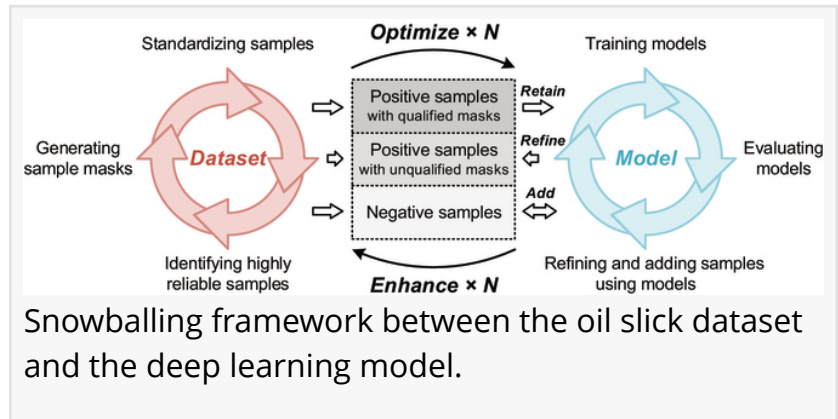 Optimize × N
Standardizing samples
Training models
Positive samples
with qualified masks
Retain
Generating
sample masks
Dataset
Positive samples
with unqualified masks
Refine
Model
Evaluating
models
Negative samples
Add
Identifying highly
reliable samples
Enhance × N
Refining and adding samples
using models
Snowballing framework between the oil slick dataset
and the deep learning model.